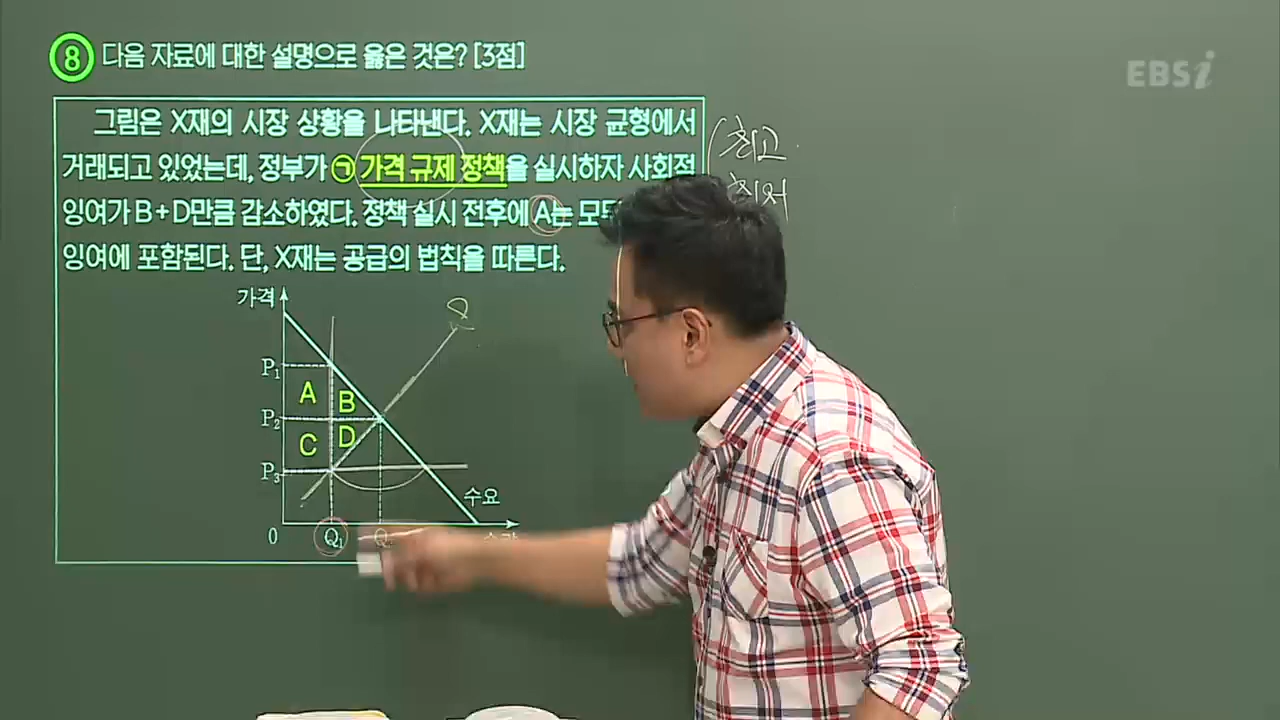 ⑧ 다음 자료에 대한 설명으로 옳은 것은? [3점]
EBSi
그림은 X재의 시장 상황을 나타낸다. X재는 시장 균형에서
거래되고 있었는데, 정부가 ㉠ 가격 규제 정책을 실시하자 사회적
잉여가 B+D만큼 감소하였다. 정책 실시 전후에 A는 모두
잉여에 포함된다. 단, X재는 공급의 법칙을 따른다.
최고
최저
가격
P₁
A
B
P₂
C
D
P₃
수요
0
Q₁